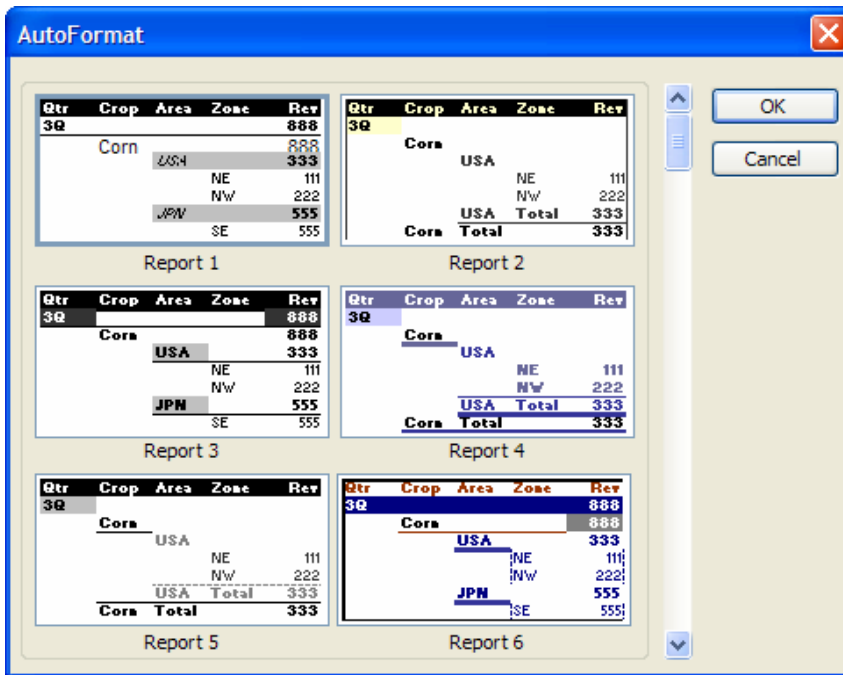 AutoFormat
OK
Cancel
Qtr Crop Area Zone Rev
3Q 888
Corn 888
USA 333
NE 111
NW 222
JPN 555
SE 555
Report 1
Qtr Crop Area Zone Rev
3Q
Corn
USA
NE 111
NW 222
USA Total 333
Corn Total 333
Report 2
Qtr Crop Area Zone Rev
3Q 888
Corn 888
USA 333
NE 111
NW 222
JPN 555
SE 555
Report 3
Qtr Crop Area Zone Rev
3Q
Corn
USA
NE 111
NW 222
USA Total 333
Corn Total 333
Report 4
Qtr Crop Area Zone Rev
3Q
Corn
USA
NE 111
NW 222
USA Total 333
Corn Total 333
Report 5
Qtr Crop Area Zone Rev
3Q 888
Corn 888
USA 333
NE 111
NW 222
JPN 555
SE 555
Report 6